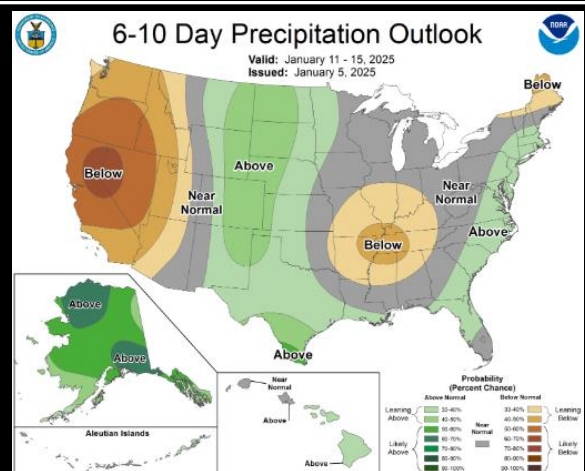 6-10 Day Precipitation Outlook
Valid: January 11 - 15, 2025
Issued: January 5, 2025
NOAA
Below
Below
Above
Near
Normal
Near
Normal
Below
Above
Above
Above
Above
Aleutian Islands
Near
Normal
Above
Above
Probability
(Percent Chance)
Above Normal
Below Normal
Leaning
Above
33-40%
40-50%
Likely
Above
50-60%
60-70%
70-80%
80-90%
90-100%
Near
Normal
33-40%
40-50%
Leaning
Below
50-60%
60-70%
70-80%
80-90%
90-100%
Likely
Below